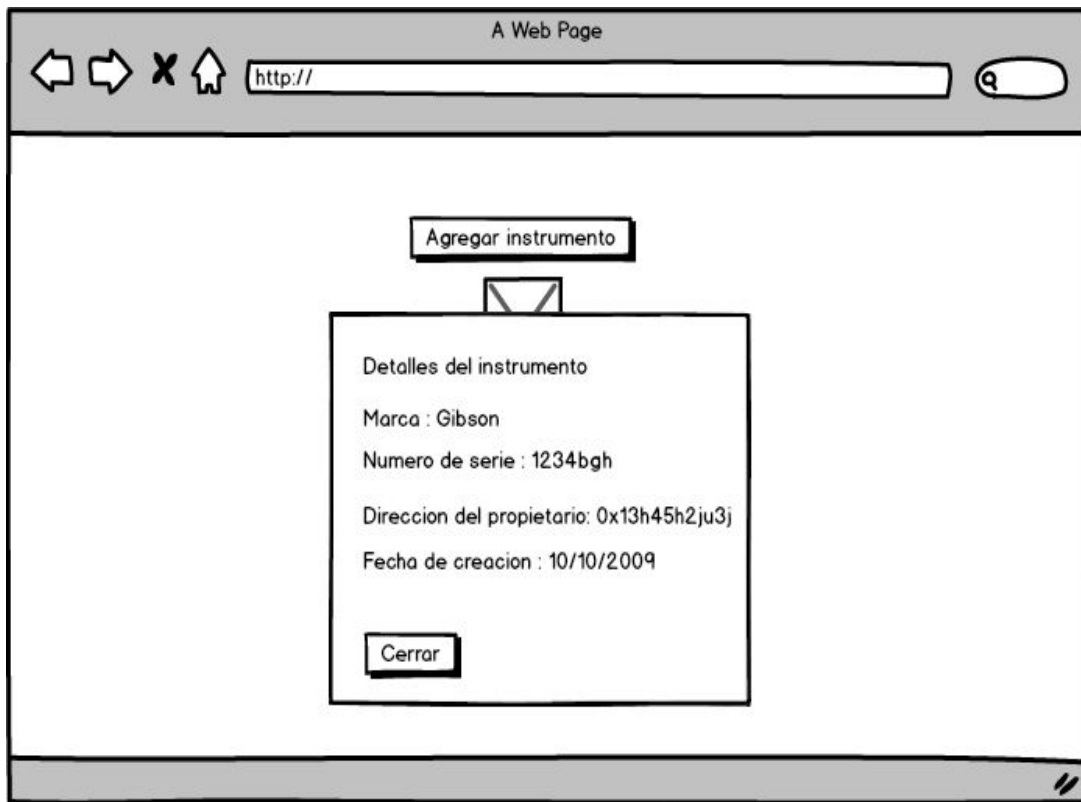 A Web Page
http://
Agregar instrumento
Detalles del instrumento
Marca : Gibson
Numero de serie : 1234bgh
Direccion del propietario: 0x13h45h2ju3j
Fecha de creacion : 10/10/2009
Cerrar